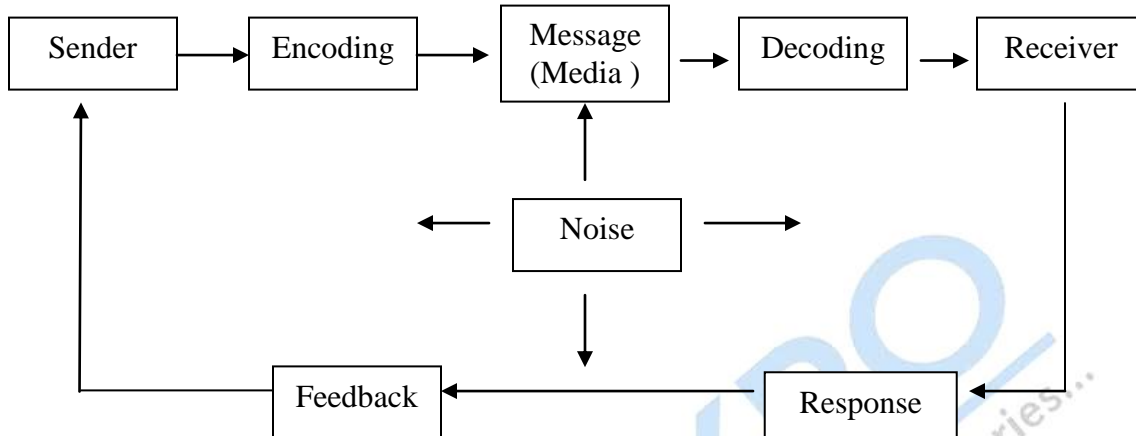 Sender
Encoding
Message
(Media )
Decoding
Receiver
Noise
Feedback
Response